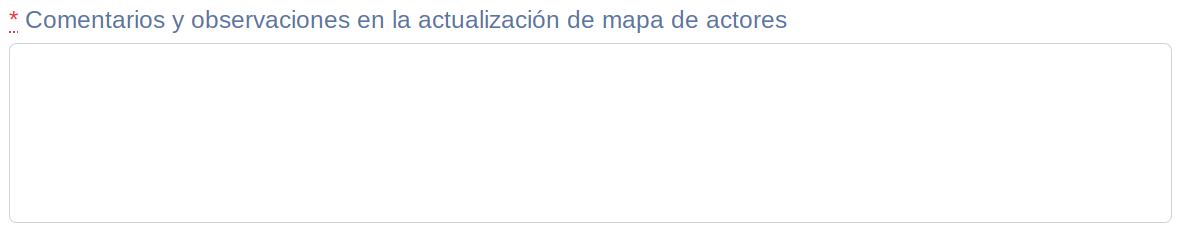 * Comentarios y observaciones en la actualización de mapa de actores